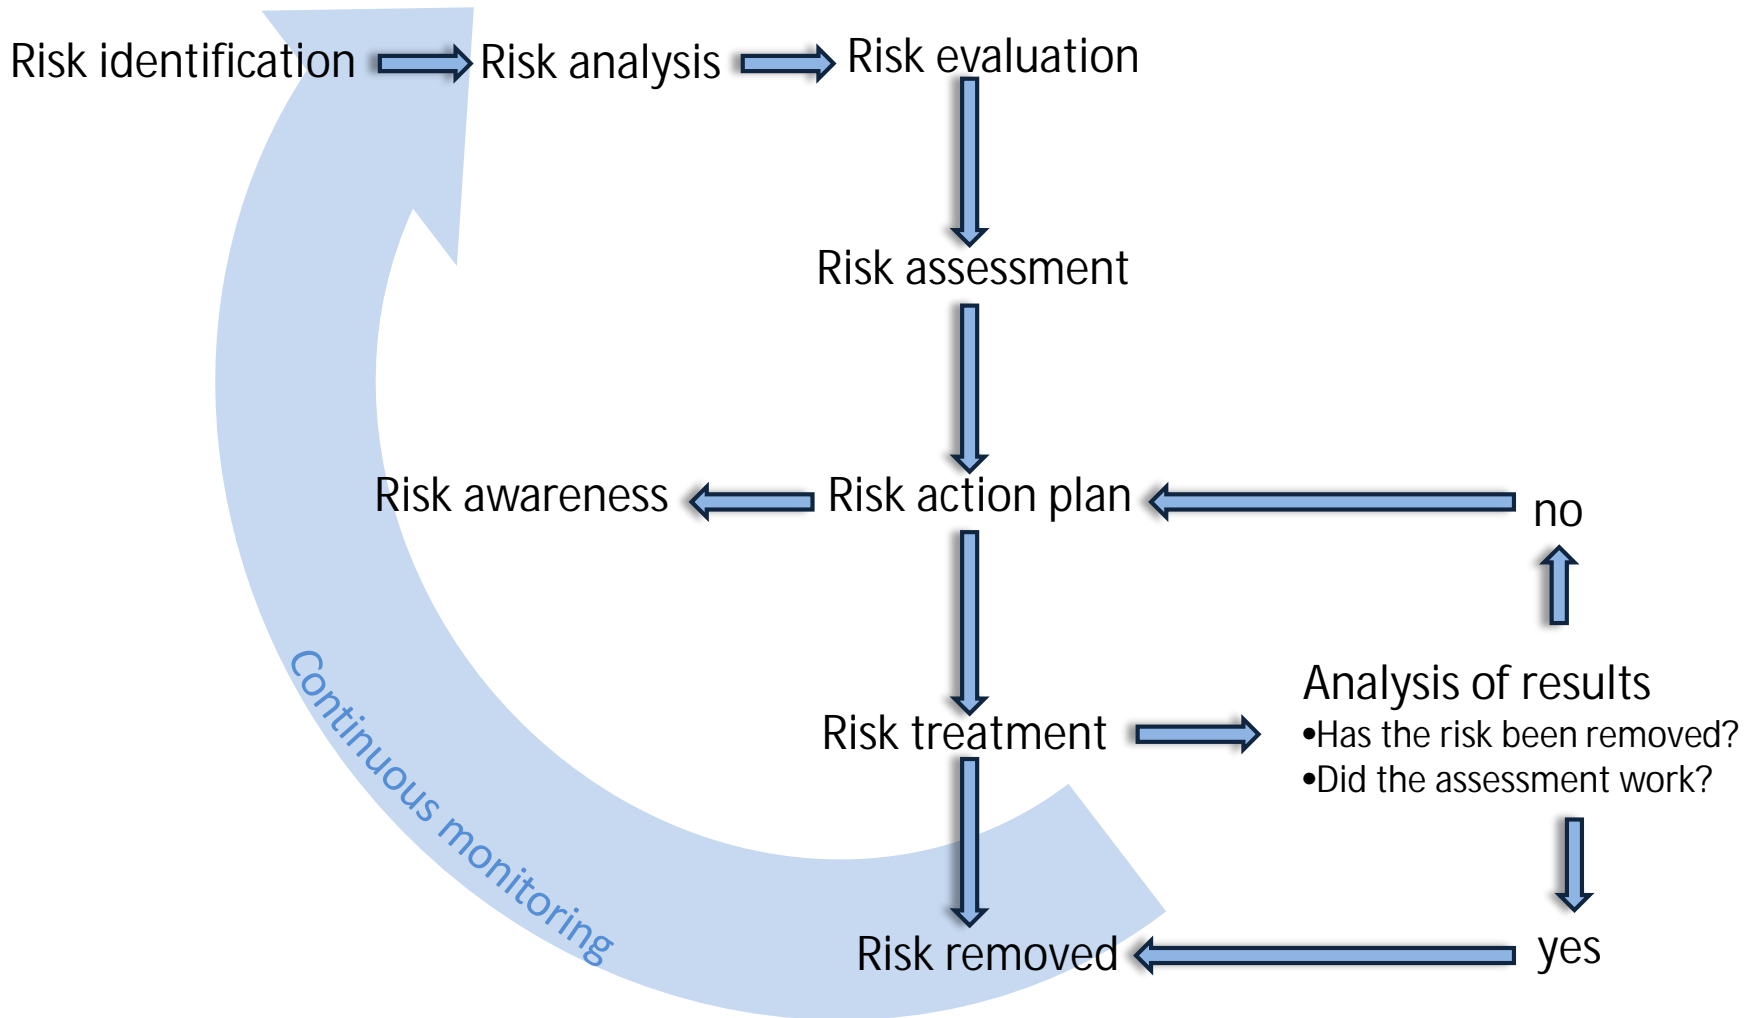 Risk identification
Risk analysis
Risk evaluation
Risk assessment
Risk awareness
Risk action plan
no
Analysis of results
•Has the risk been removed?
•Did the assessment work?
Risk treatment
Continuous monitoring
Risk removed
yes